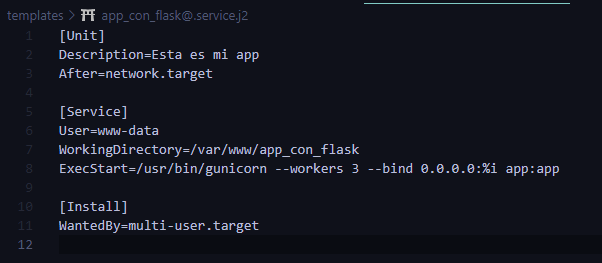 templates > app_con_flask@.service.j2
1 [Unit]
2 Description=Esta es mi app
3 After=network.target
4
5 [Service]
6 User=www-data
7 WorkingDirectory=/var/www/app_con_flask
8 ExecStart=/usr/bin/gunicorn --workers 3 --bind 0.0.0.0:%i app:app
9
10 [Install]
11 WantedBy=multi-user.target
12